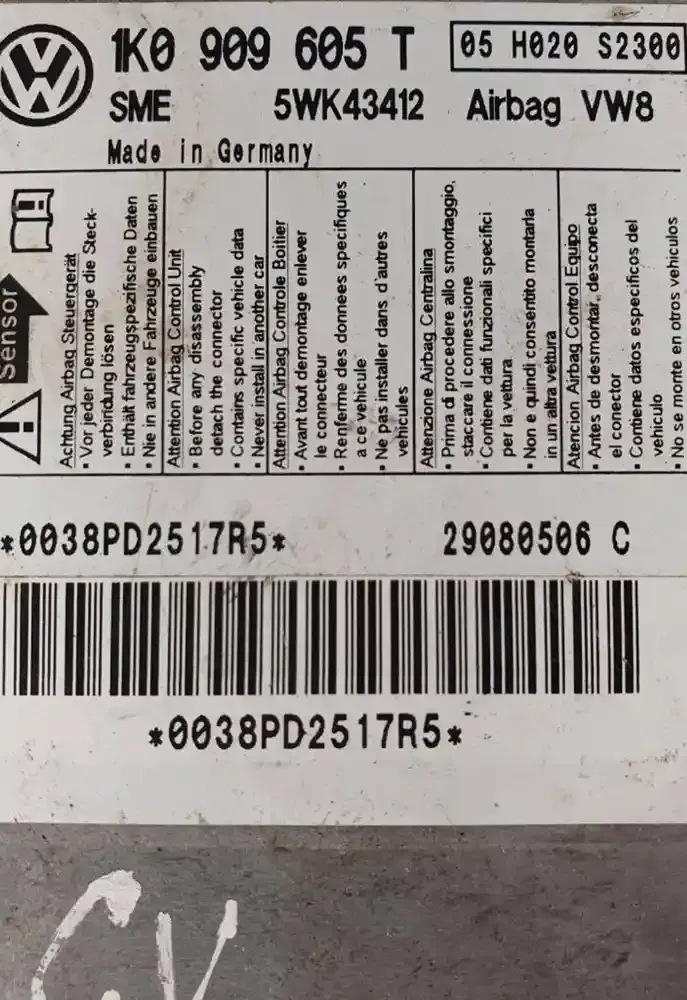 1K0 909 605 T
05 H020 S2300
SME 5WK43412 Airbag VW8
Made in Germany
Sensor
Achtung Airbag Steuergerät
• Vor jeder Demontage die Steck-
verbindung lösen
• Enthält fahrzeugspezifische Daten
• Nie in andere Fahrzeuge einbauen
Attention Airbag Control Unit
• Before any disassembly
detach the connector
• Contains specific vehicle data
• Never install in another car
Attention Airbag Controle Boitier
• Avant tout demontage enlever
le connecteur
• Renferme des données specifiques
a ce vehicule
• Ne pas installer dans d'autres
vehicules
Attenzione Airbag Centralina
• Prima di procedere allo smontaggio,
staccare il connessione
• Contiene dati funzionali specifici
per la vettura
• Non e quindi consentito montarla
in un altra vettura
Atencion Airbag Control Equipo
• Antes de desmontar, desconecta
el conector
• Contiene datos especificos del
vehiculo
• No se monte en otros vehiculos
*0038PD2517R5* 29080506 C
*0038PD2517R5*